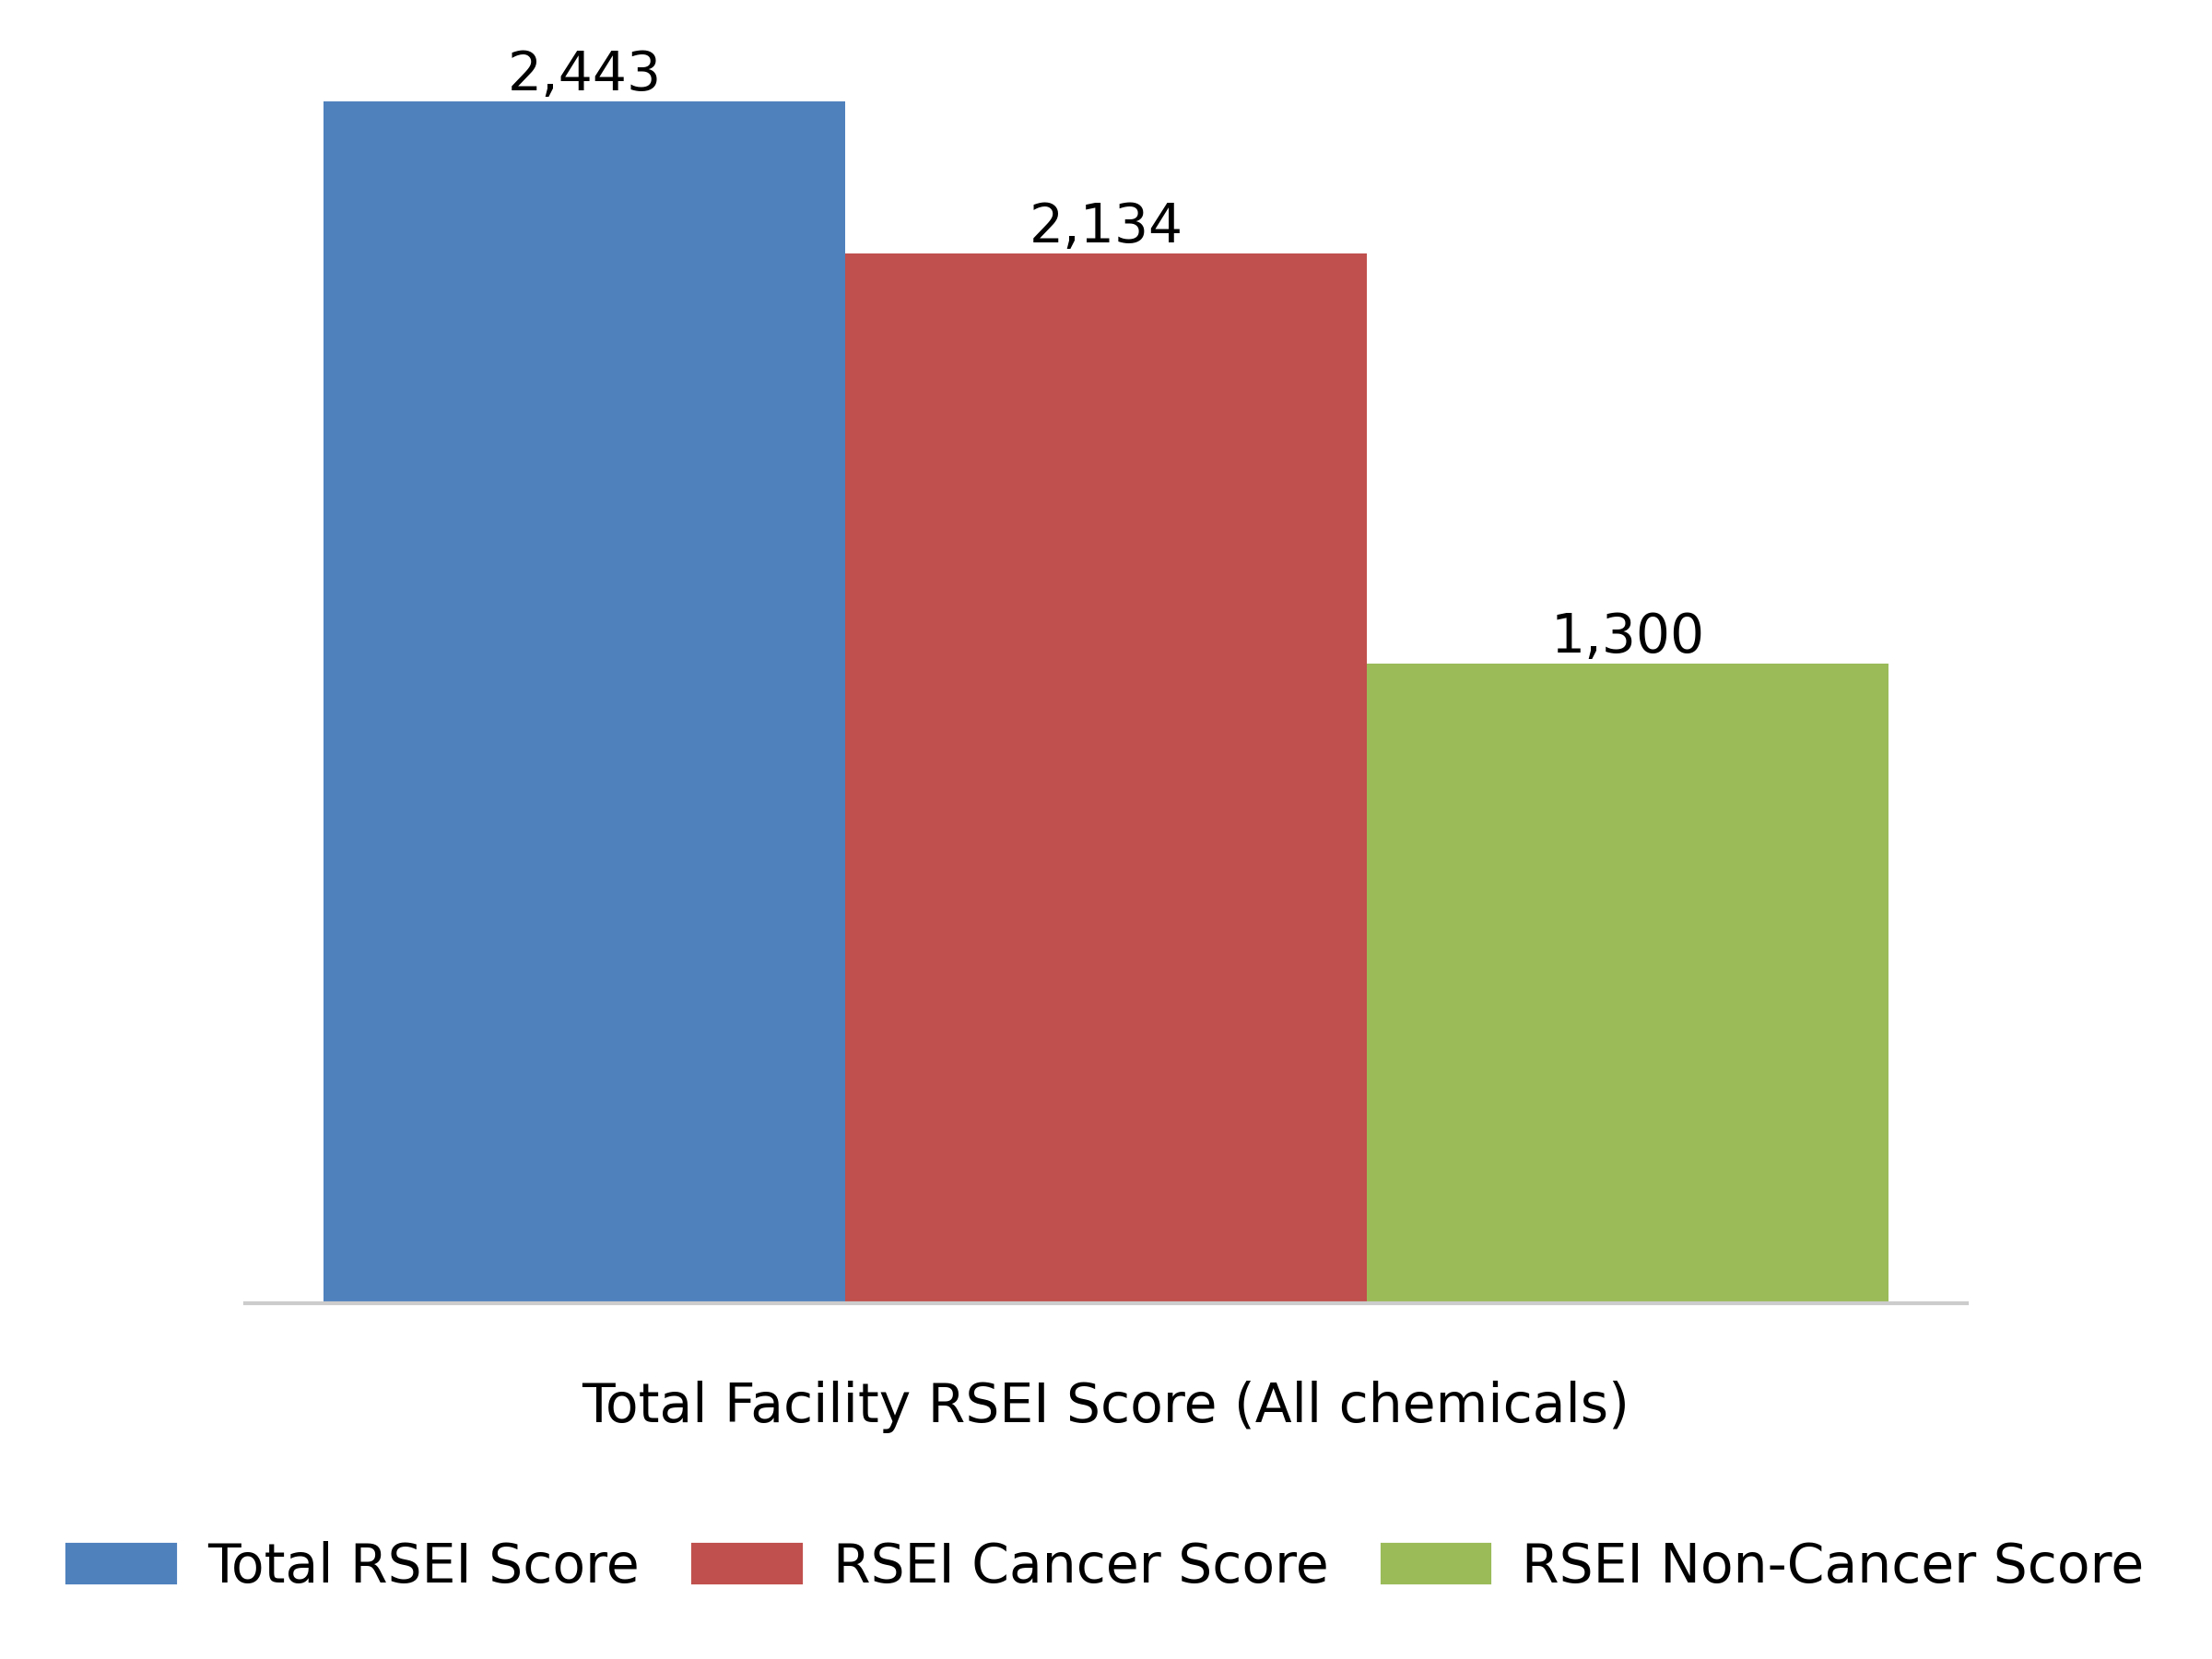 2,443
2,134
1,300
Total Facility RSEI Score (All chemicals)
Total RSEI Score RSEI Cancer Score RSEI Non-Cancer Score